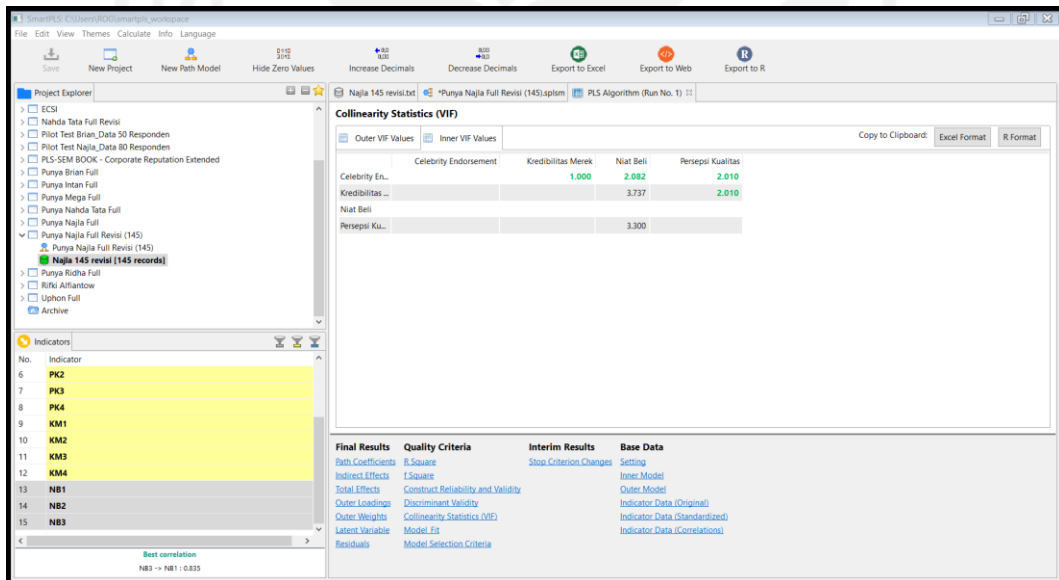 SmartPLS: C:\Users\ROG\smartpls_workspace
File Edit View Themes Calculate Info Language
Save New Project New Path Model Hide Zero Values Increase Decimals Decrease Decimals Export to Excel Export to Web Export to R
Project Explorer
ECSI
Nahda Tata Full Revisi
Pilot Test Brian_Data 50 Responden
Pilot Test Najla_Data 80 Responden
PLS-SEM BOOK - Corporate Reputation Extended
Punya Brian Full
Punya Intan Full
Punya Mega Full
Punya Nahda Tata Full
Punya Najla Full
Punya Najla Full Revisi (145)
Punya Najla Full Revisi (145)
Najla 145 revisi [145 records]
Punya Ridha Full
Rifki Alfiantow
Uphon Full
Archive
Indicators
No. Indicator
6 PK2
7 PK3
8 PK4
9 KM1
10 KM2
11 KM3
12 KM4
13 NB1
14 NB2
15 NB3
Best correlation
NB3 -> NB1 : 0.835
Najla 145 revisi.txt *Punya Najla Full Revisi (145).splsm PLS Algorithm (Run No. 1)
Collinearity Statistics (VIF)
Outer VIF Values Inner VIF Values Copy to Clipboard: Excel Format R Format
Celebrity Endorsement Kredibilitas Merek Niat Beli Persepsi Kualitas
Celebrity En... 1.000 2.082 2.010
Kredibilitas ... 3.737 2.010
Niat Beli
Persepsi Ku... 3.300
Final Results Quality Criteria Interim Results Base Data
Path Coefficients R Square Stop Criterion Changes Setting
Indirect Effects f Square Inner Model
Total Effects Construct Reliability and Validity Outer Model
Outer Loadings Discriminant Validity Indicator Data (Original)
Outer Weights Collinearity Statistics (VIF) Indicator Data (Standardized)
Latent Variable Model Fit Indicator Data (Correlations)
Residuals Model Selection Criteria